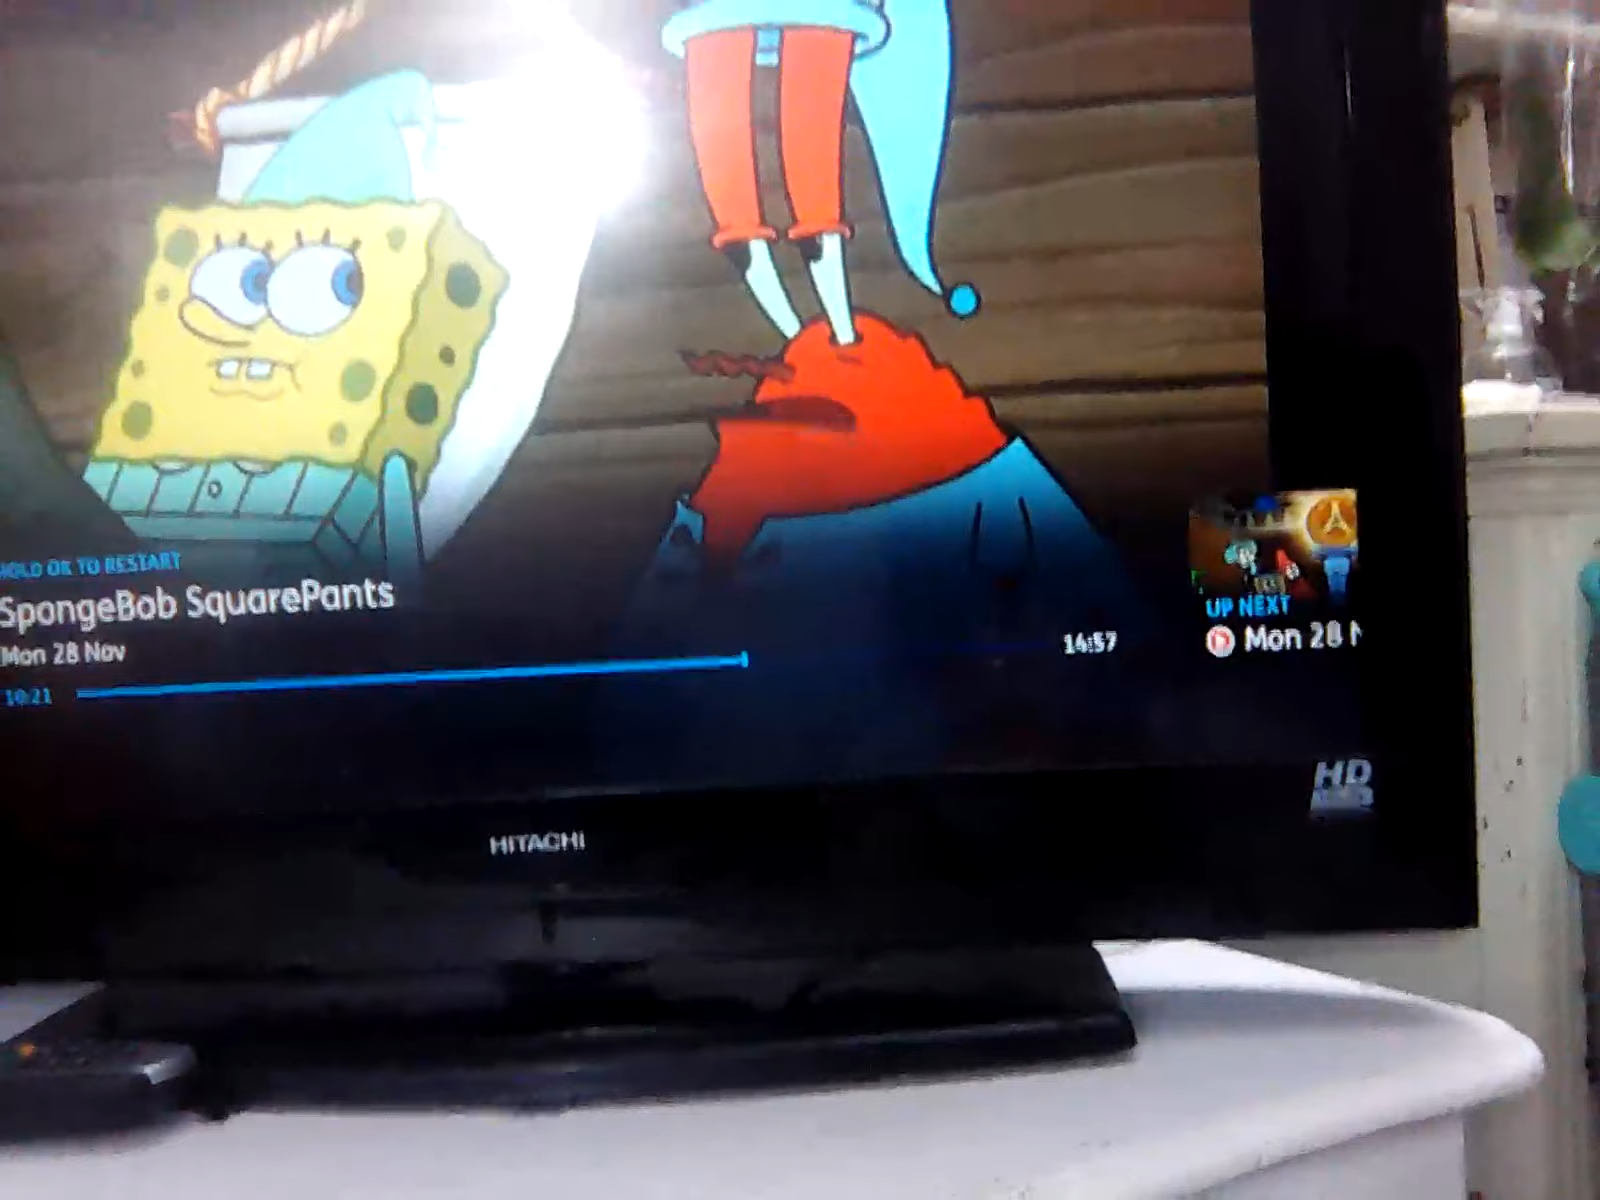 HOLD OK TO RESTART
SpongeBob SquarePants
Mon 28 Nov
10:21
14:57
UP NEXT
Mon 28 N
HD
HITACHI